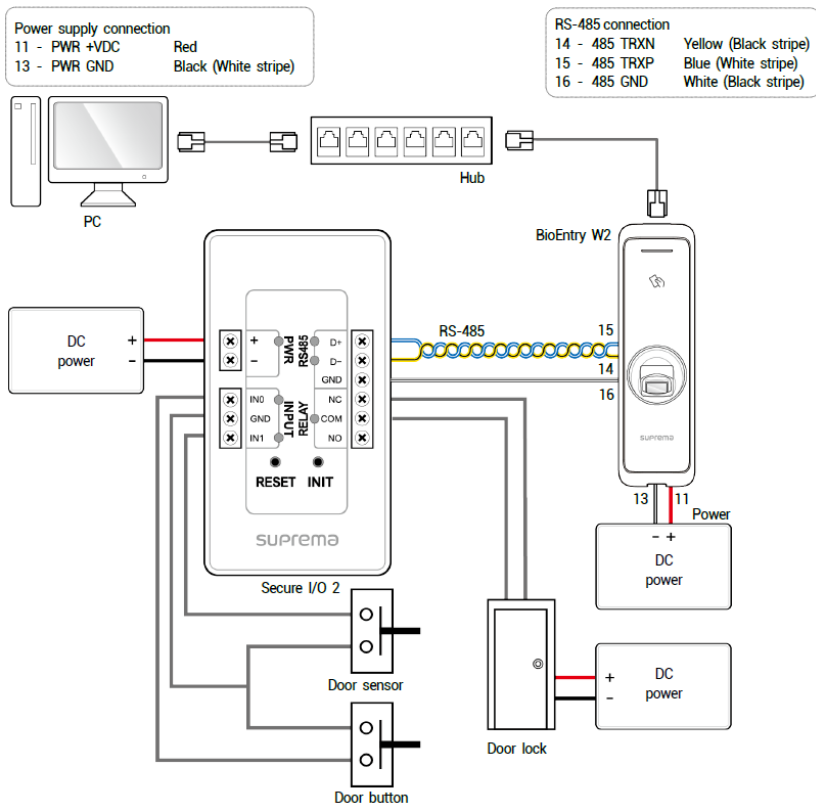 Power supply connection
11 - PWR +VDC Red
13 - PWR GND Black (White stripe)
RS-485 connection
14 - 485 TRXN Yellow (Black stripe)
15 - 485 TRXP Blue (White stripe)
16 - 485 GND White (Black stripe)
PC
Hub
BioEntry W2
DC
power
+
-
+
-
PWR
RS485
D+
D-
GND
IN0
GND
IN1
INPUT
RELAY
NC
COM
NO
RESET INIT
suprema
Secure I/O 2
RS-485
15
14
16
suprema
13
11
Power
- +
DC
power
Door sensor
Door button
Door lock
+
-
DC
power